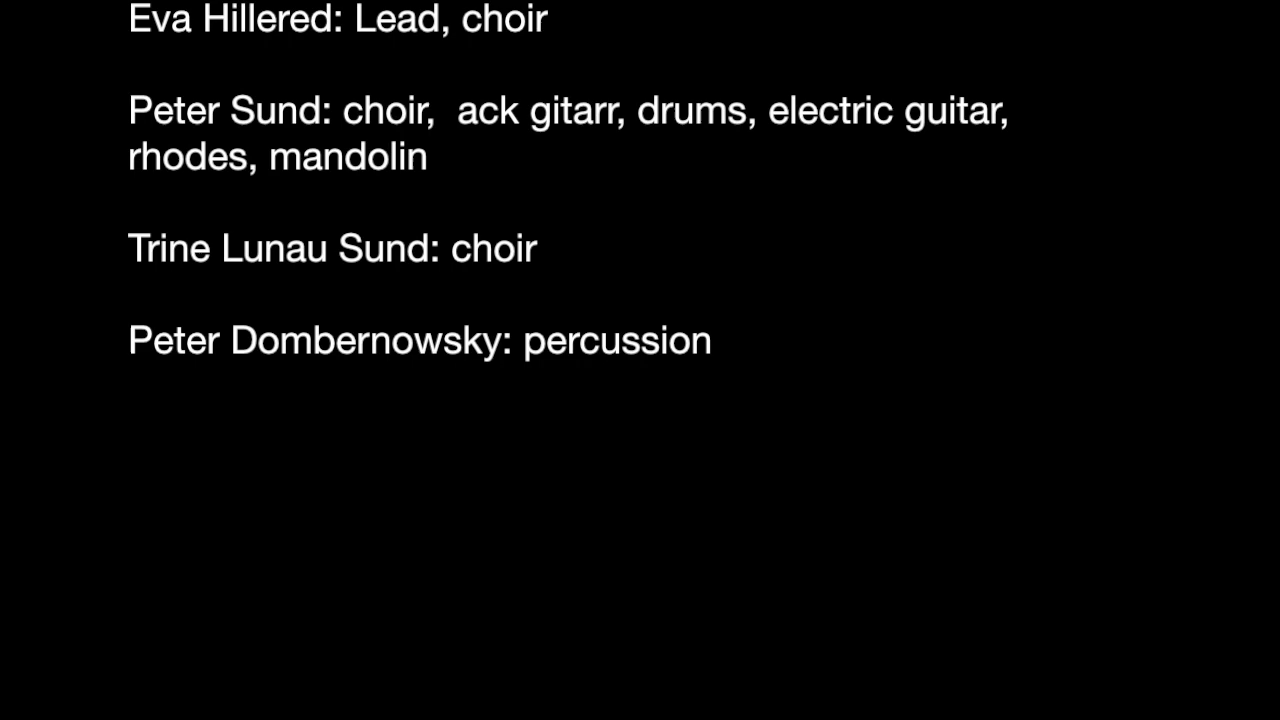 Eva Hillered: Lead, choir
Peter Sund: choir,  ack gitarr, drums, electric guitar,
rhodes, mandolin
Trine Lunau Sund: choir
Peter Dombernowsky: percussion